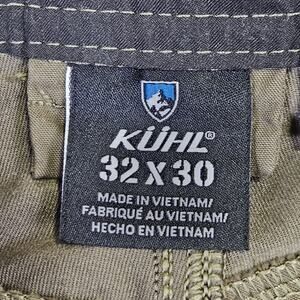 KÜHL®
32 X 30
MADE IN VIETNAM/
FABRIQUÉ AU VIETNAM/
HECHO EN VIETNAM